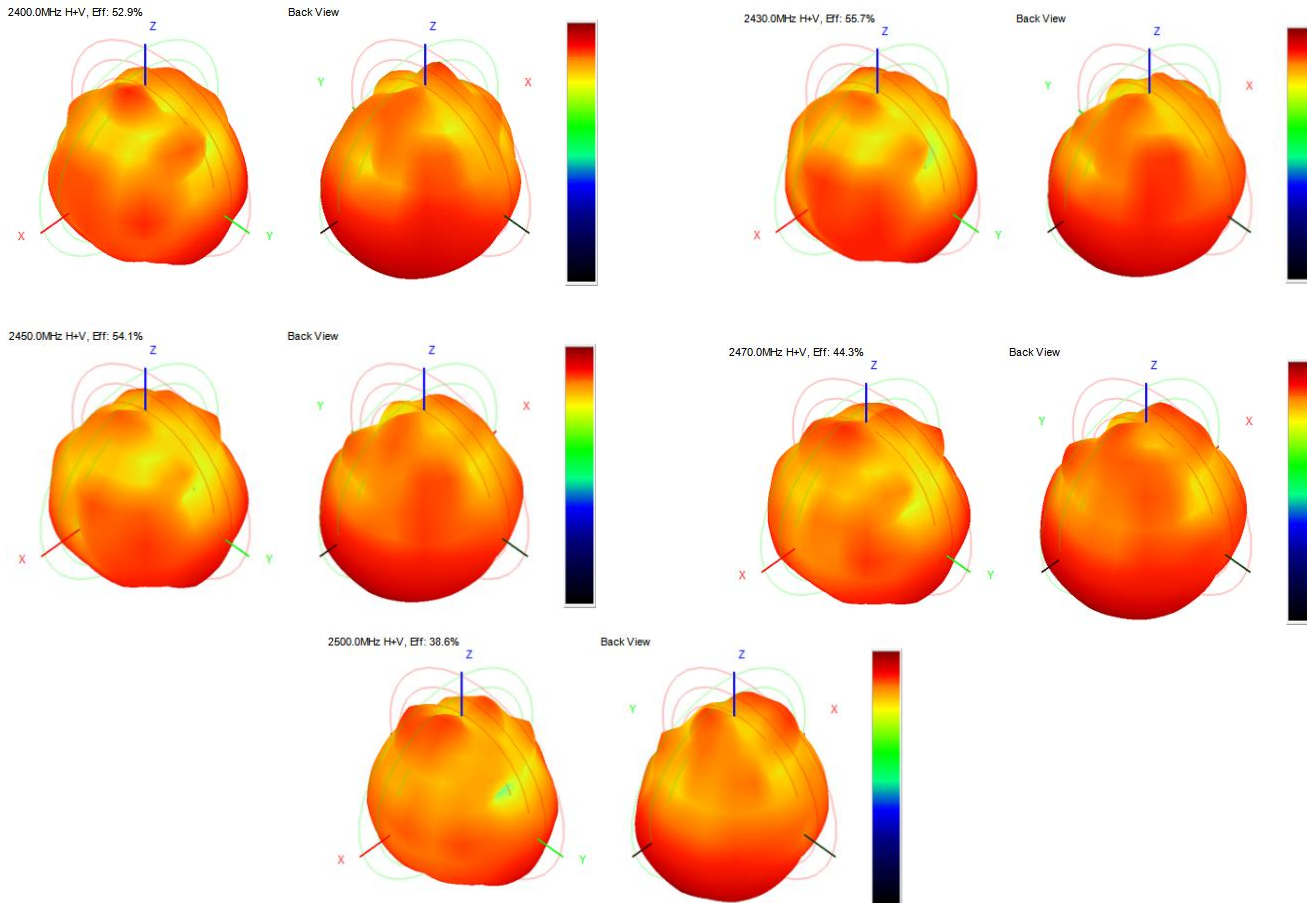 2400.0MHz H+V, Eff: 52.9%
Back View
Z
Z
Y
X
X
Y
2430.0MHz H+V, Eff: 55.7%
Back View
Z
Z
Y
X
X
Y
2450.0MHz H+V, Eff: 54.1%
Back View
Z
Z
Y
X
X
Y
2470.0MHz H+V, Eff: 44.3%
Back View
Z
Z
Y
X
X
Y
2500.0MHz H+V, Eff: 38.6%
Back View
Z
Z
Y
X
X
Y